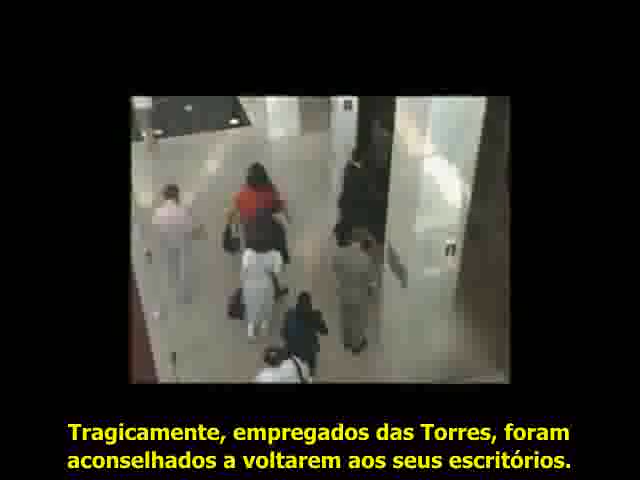 Tragicamente, empregados das Torres, foram
aconselhados a voltarem aos seus escritórios.